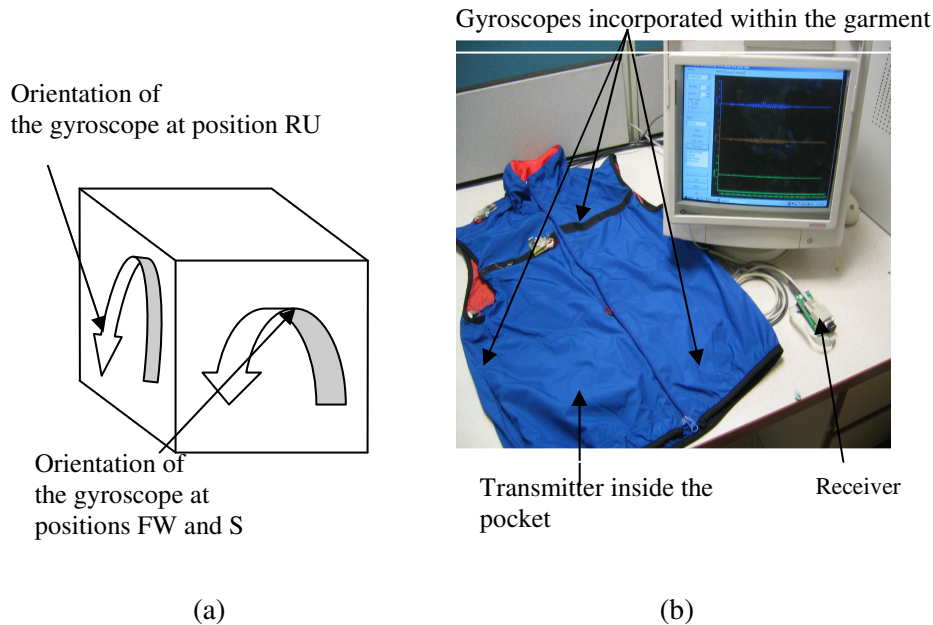 Gyroscopes incorporated within the garment
Orientation of
the gyroscope at position RU
Orientation of
the gyroscope at
positions FW and S
Transmitter inside the
pocket
Receiver
(a)
(b)